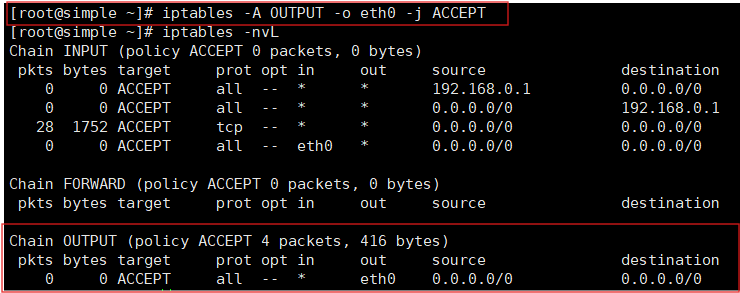 [root@simple ~]# iptables -A OUTPUT -o eth0 -j ACCEPT
[root@simple ~]# iptables -nvL
Chain INPUT (policy ACCEPT 0 packets, 0 bytes)
 pkts bytes target     prot opt in     out     source               destination
    0     0 ACCEPT     all  --  *      *       192.168.0.1          0.0.0.0/0
    0     0 ACCEPT     all  --  *      *       0.0.0.0/0            192.168.0.1
   28  1752 ACCEPT     tcp  --  *      *       0.0.0.0/0            0.0.0.0/0
    0     0 ACCEPT     all  --  eth0   *       0.0.0.0/0            0.0.0.0/0
Chain FORWARD (policy ACCEPT 0 packets, 0 bytes)
 pkts bytes target     prot opt in     out     source               destination
Chain OUTPUT (policy ACCEPT 4 packets, 416 bytes)
 pkts bytes target     prot opt in     out     source               destination
    0     0 ACCEPT     all  --  *      eth0    0.0.0.0/0            0.0.0.0/0